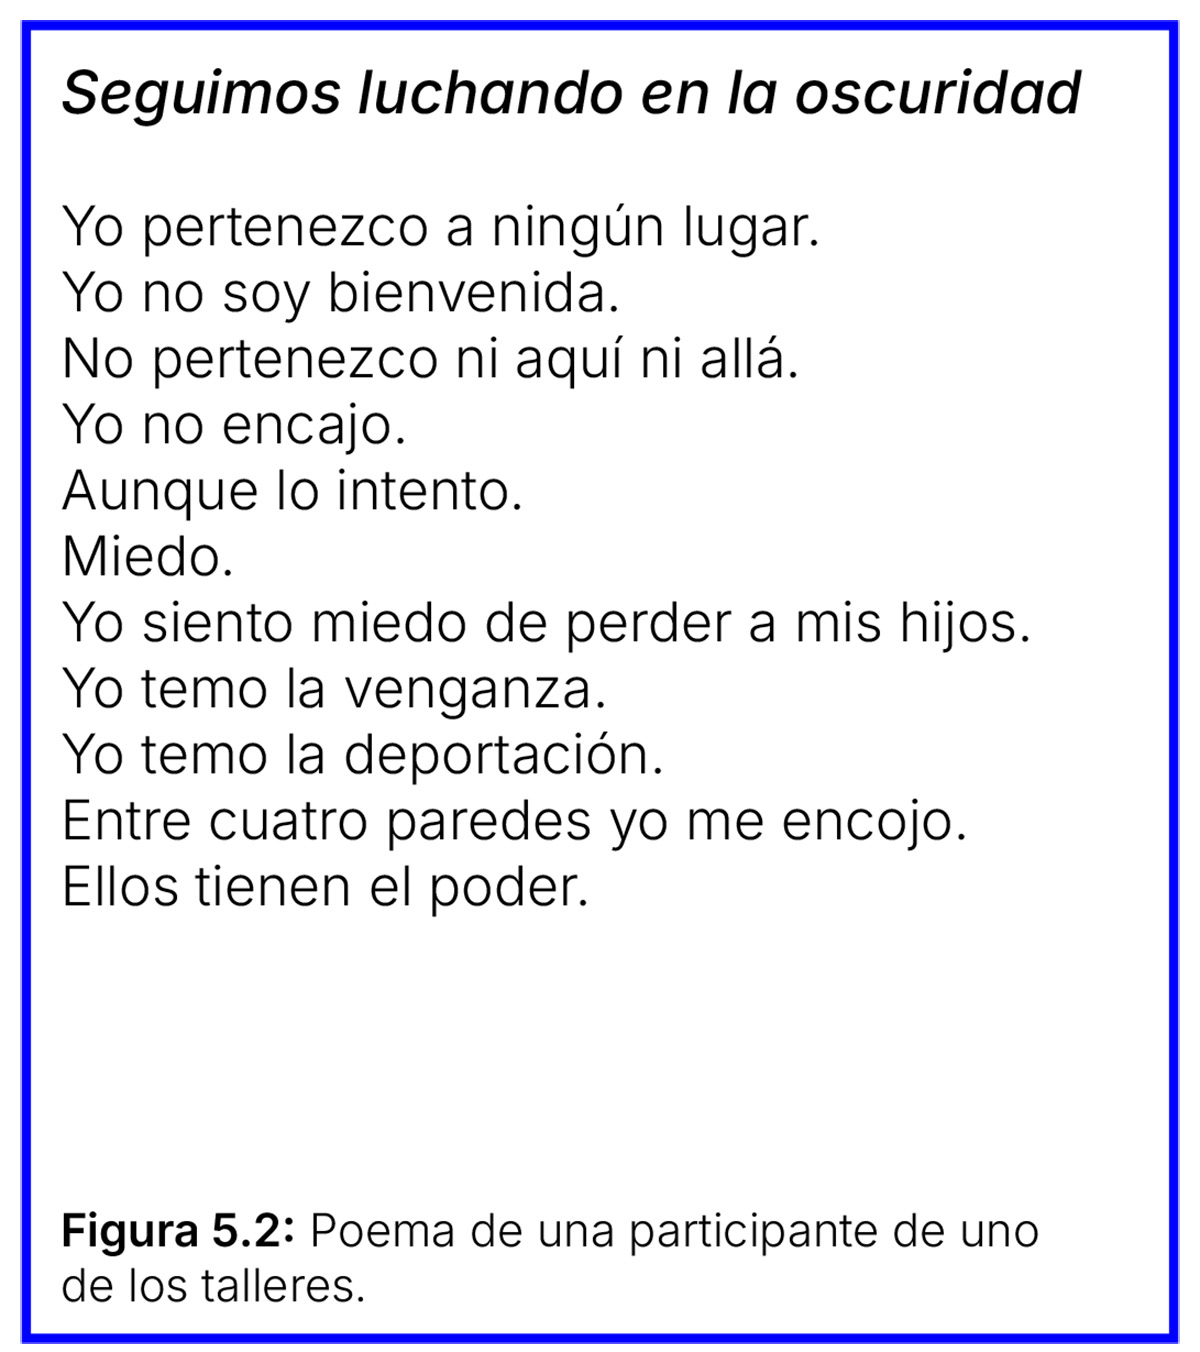 Seguimos luchando en la oscuridad
Yo pertenezco a ningún lugar.
Yo no soy bienvenida.
No pertenezco ni aquí ni allá.
Yo no encajo.
Aunque lo intento.
Miedo.
Yo siento miedo de perder a mis hijos.
Yo temo la venganza.
Yo temo la deportación.
Entre cuatro paredes yo me encojo.
Ellos tienen el poder.
Figura 5.2: Poema de una participante de uno
de los talleres.